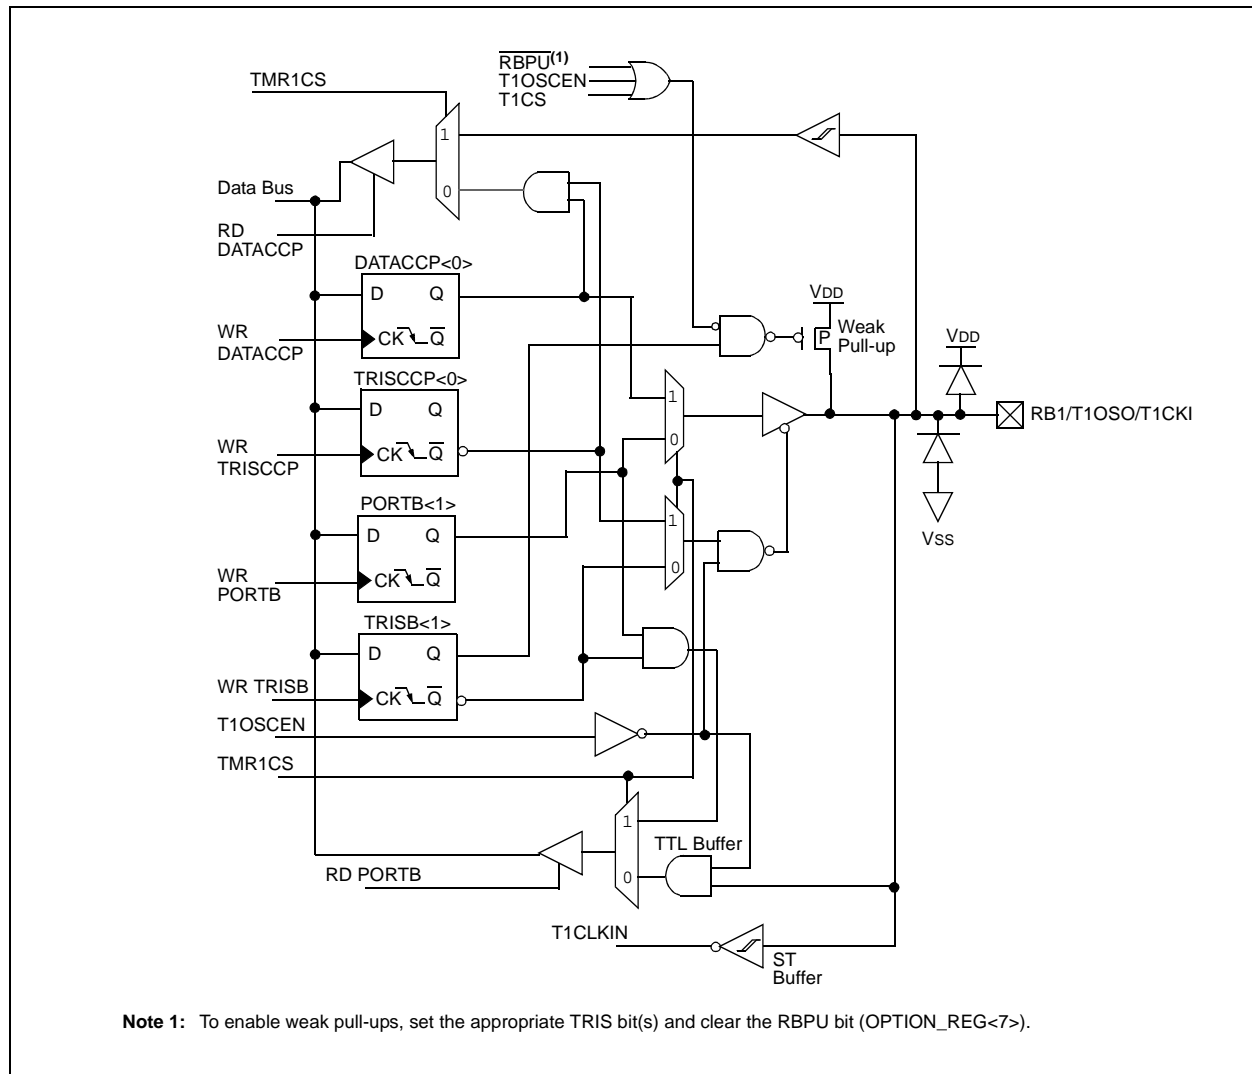 RBPU(1)
TMR1CS
T1OSCEN
T1CS
1
Data Bus
0
RD
DATACCP
DATACCP<0>
D Q
VDD
WR
DATACCP
CK Q
Weak
Pull-up
P
VDD
TRISCCP<0>
D Q
1
RB1/T1OSO/T1CKI
WR
TRISCCP
CK Q
0
PORTB<1>
D Q
1
VSS
WR
PORTB
CK Q
0
TRISB<1>
D Q
WR TRISB
CK Q
T1OSCEN
TMR1CS
1
TTL Buffer
RD PORTB
0
T1CLKIN
ST
Buffer
Note 1: To enable weak pull-ups, set the appropriate TRIS bit(s) and clear the RBPU bit (OPTION_REG<7>).